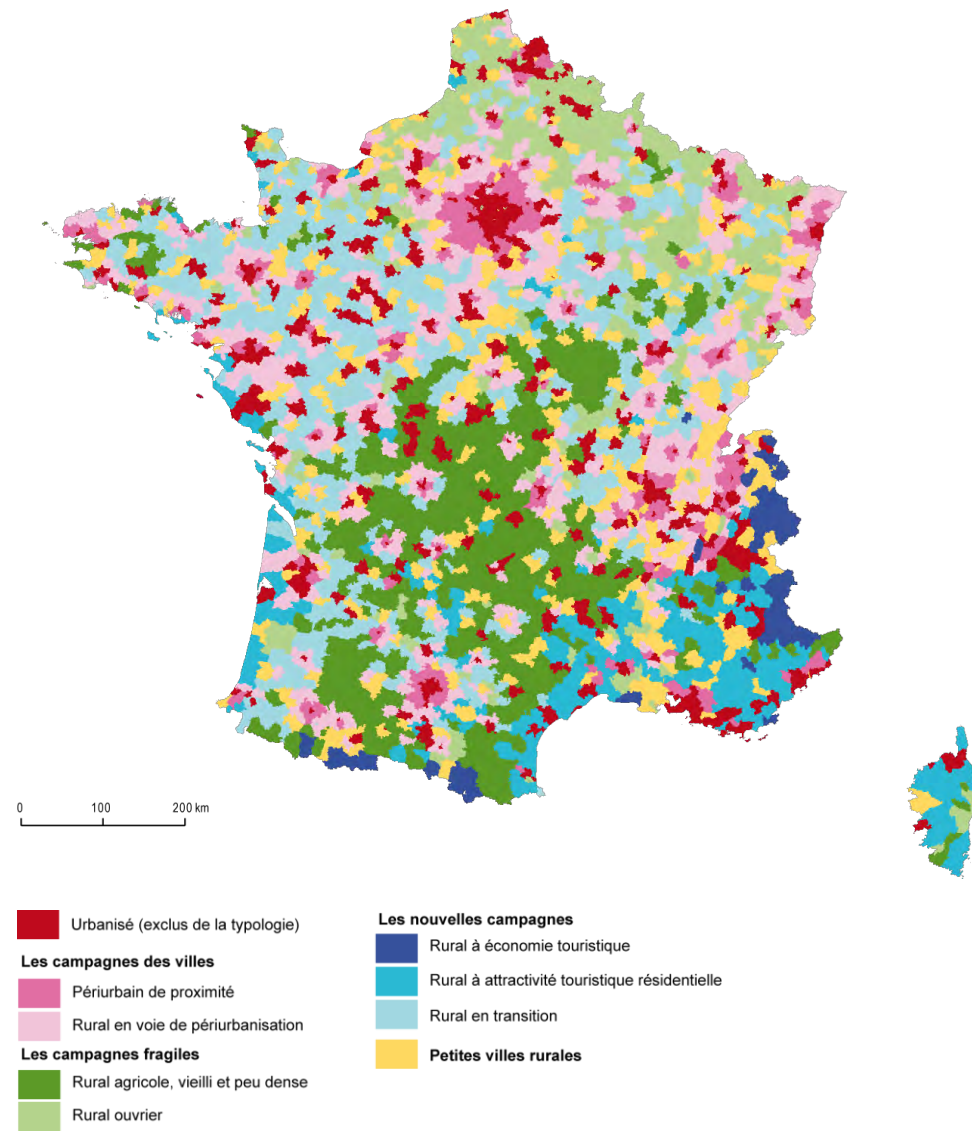 0 100 200 km
Urbanisé (exclus de la typologie)
Les campagnes des villes
Périurbain de proximité
Rural en voie de périurbanisation
Les campagnes fragiles
Rural agricole, vieilli et peu dense
Rural ouvrier
Les nouvelles campagnes
Rural à économie touristique
Rural à attractivité touristique résidentielle
Rural en transition
Petites villes rurales